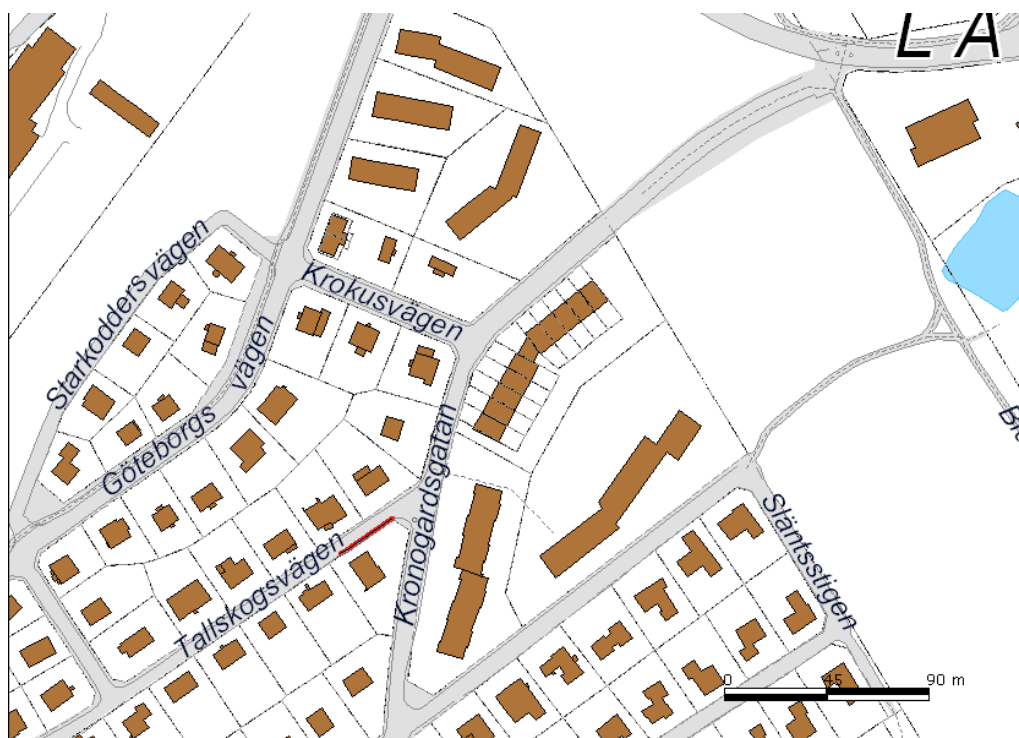 L A
Starkoddersvägen
Krokusvägen
Göteborgs vägen
Kronogårdsgatan
Tallskogsvägen
Släntsstigen
0 45 90 m